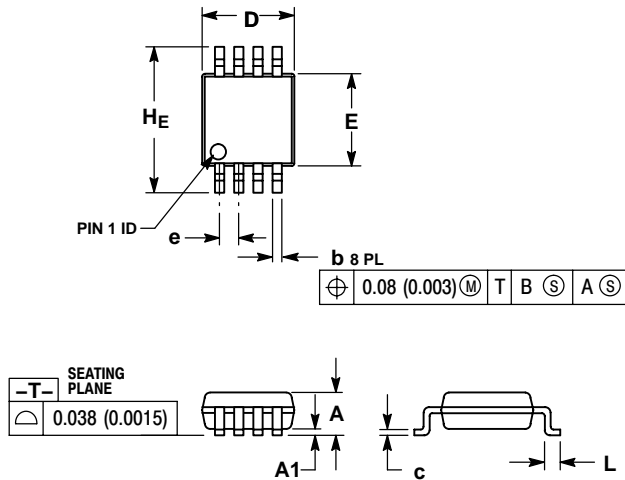 D
HE
E
PIN 1 ID
e
b 8 PL
⌖ 0.08 (0.003) Ⓜ T B Ⓢ A Ⓢ
–T– SEATING
PLANE
⌓ 0.038 (0.0015)
A
A1
c
L